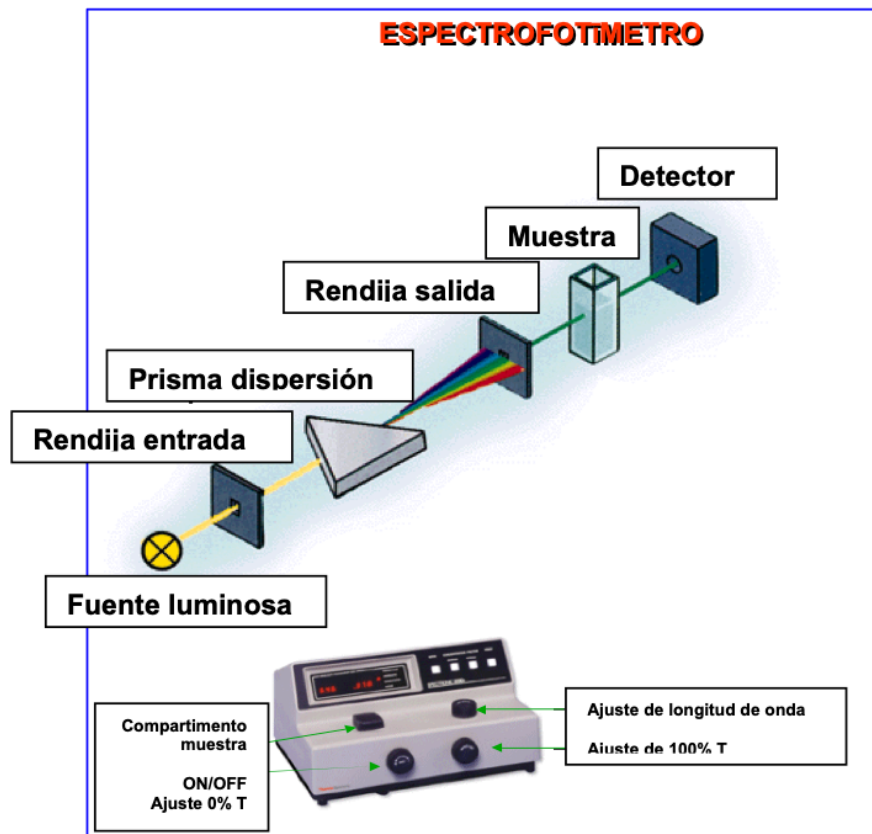 ESPECTROFOTíMETRO
Detector
Muestra
Rendija salida
Prisma dispersión
Rendija entrada
Fuente luminosa
Compartimento
muestra
ON/OFF
Ajuste 0% T
Ajuste de longitud de onda
Ajuste de 100% T